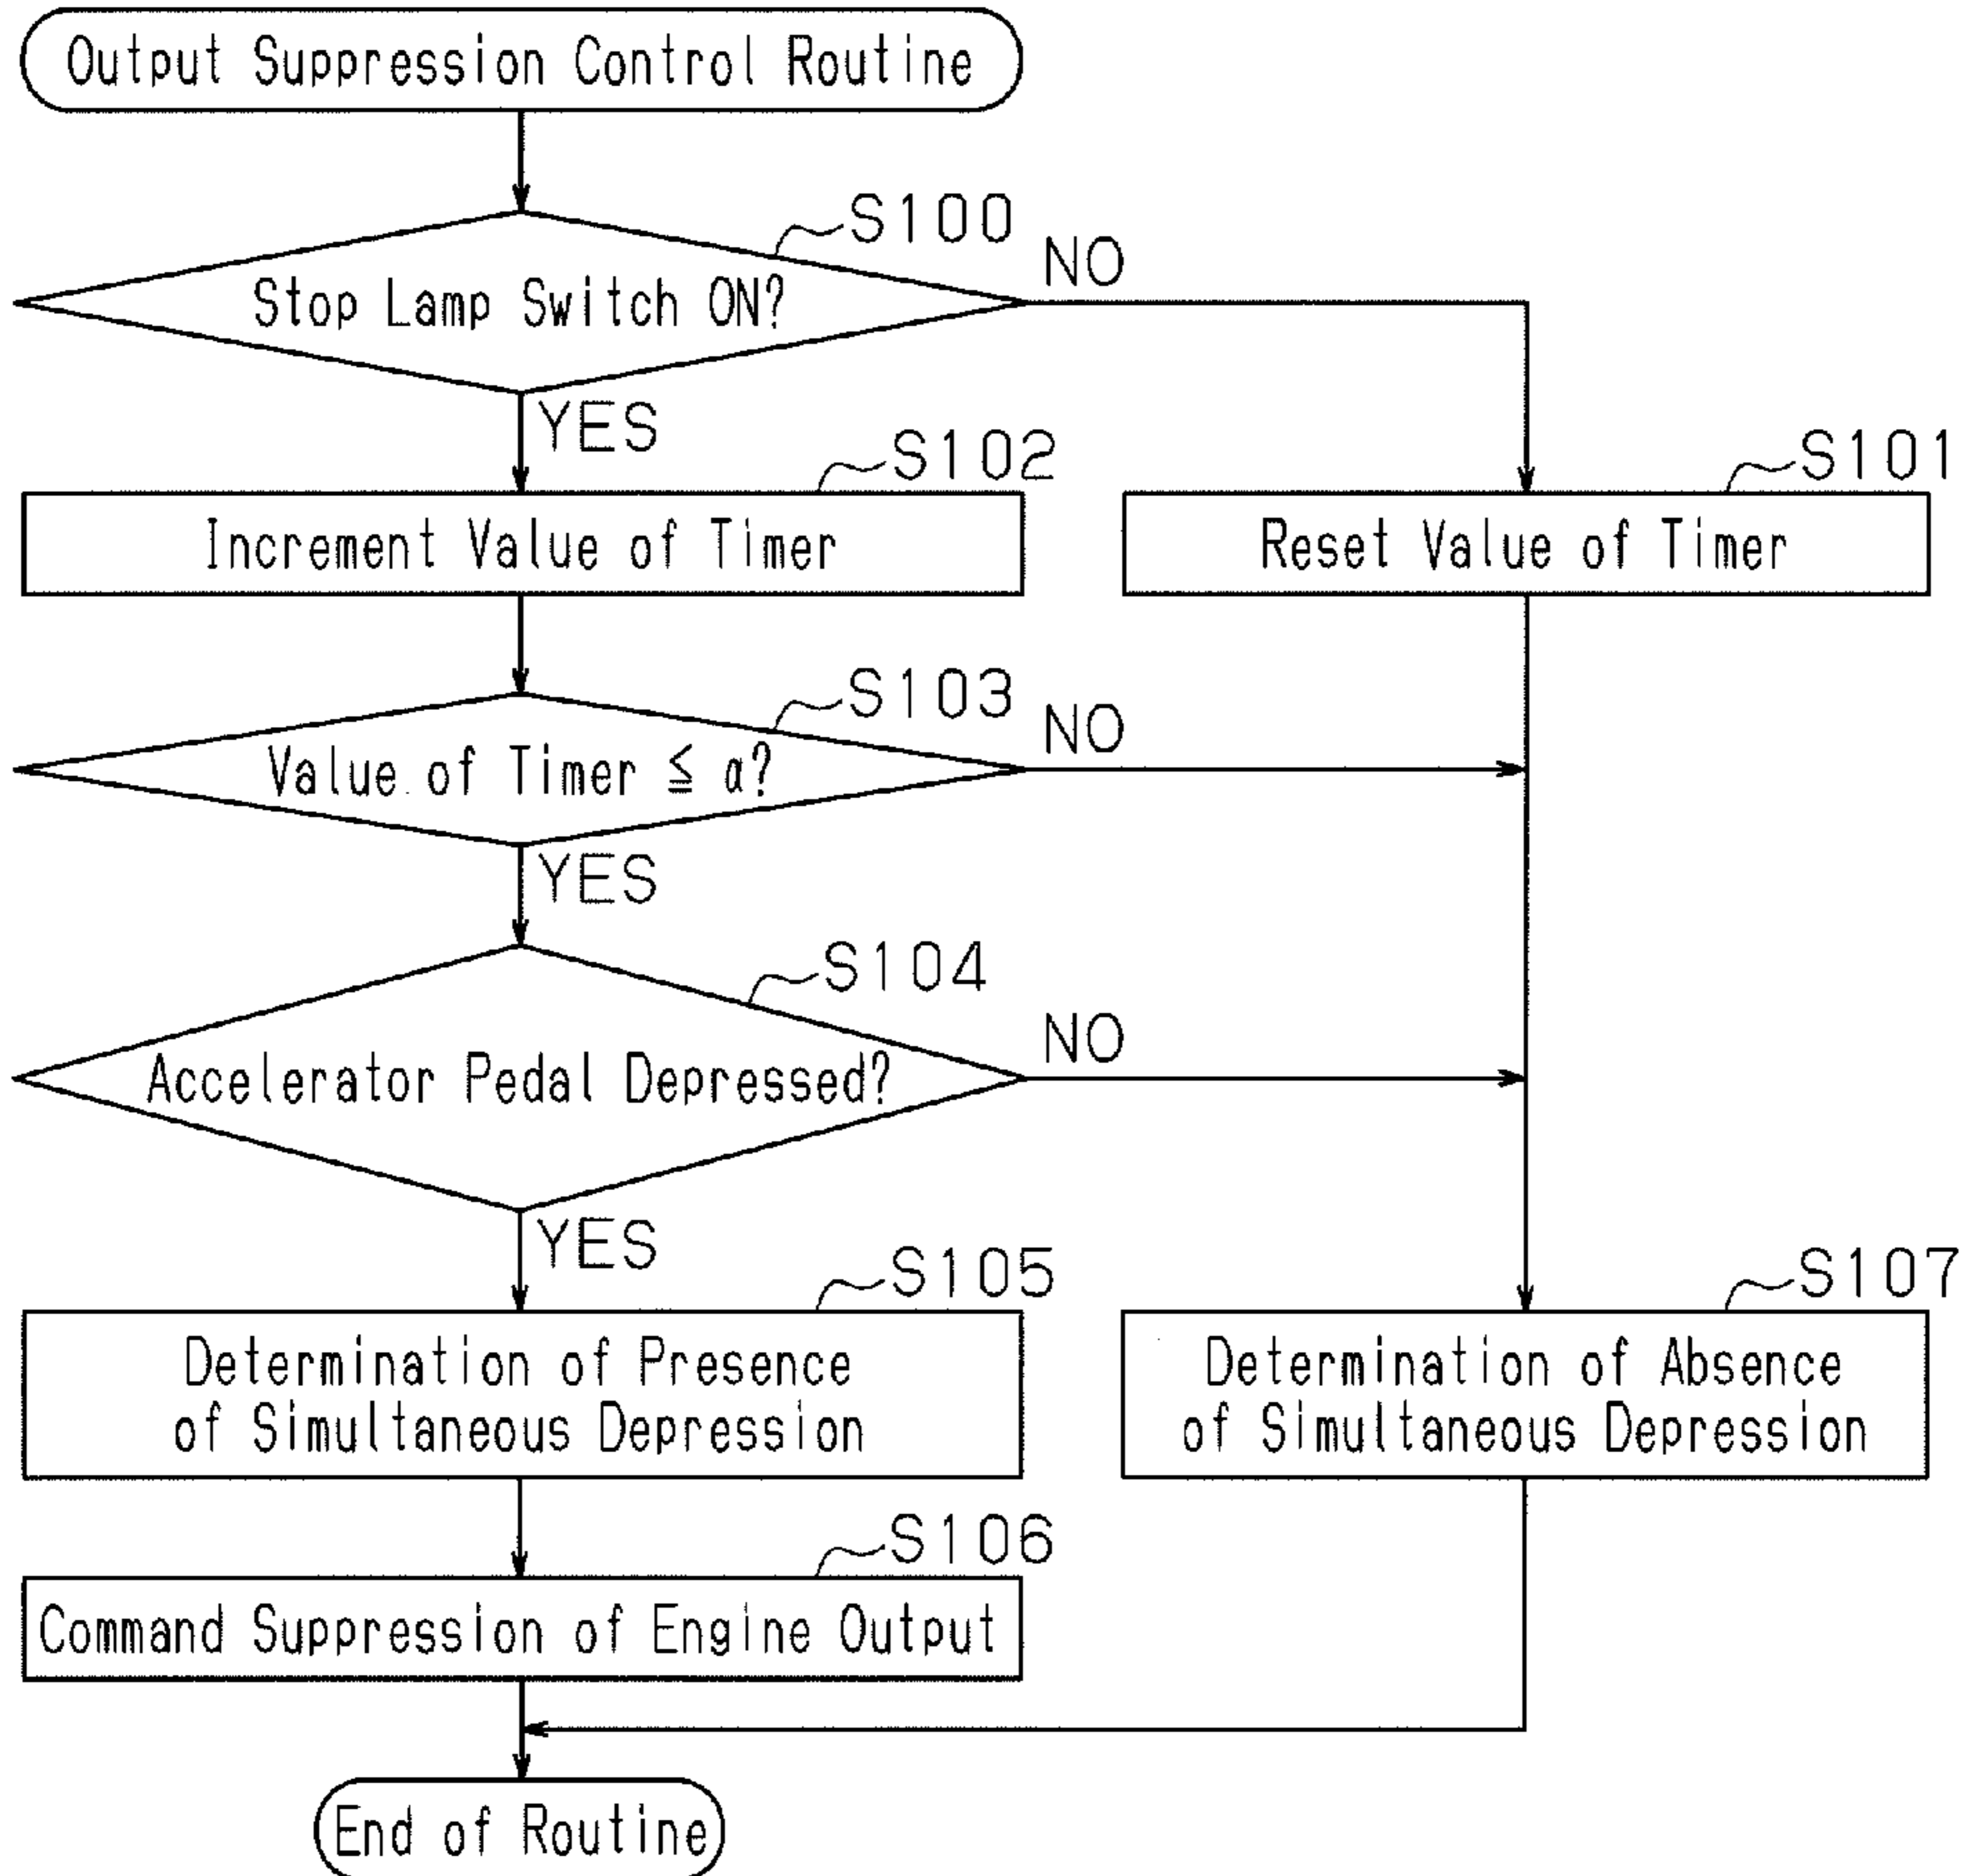 Output Suppression Control Routine
S100
NO
Stop Lamp Switch ON?
YES
S102
S101
Increment Value of Timer
Reset Value of Timer
S103
NO
Value of Timer ≦ α?
YES
S104
NO
Accelerator Pedal Depressed?
YES
S105
S107
Determination of Presence
of Simultaneous Depression
Determination of Absence
of Simultaneous Depression
S106
Command Suppression of Engine Output
End of Routine